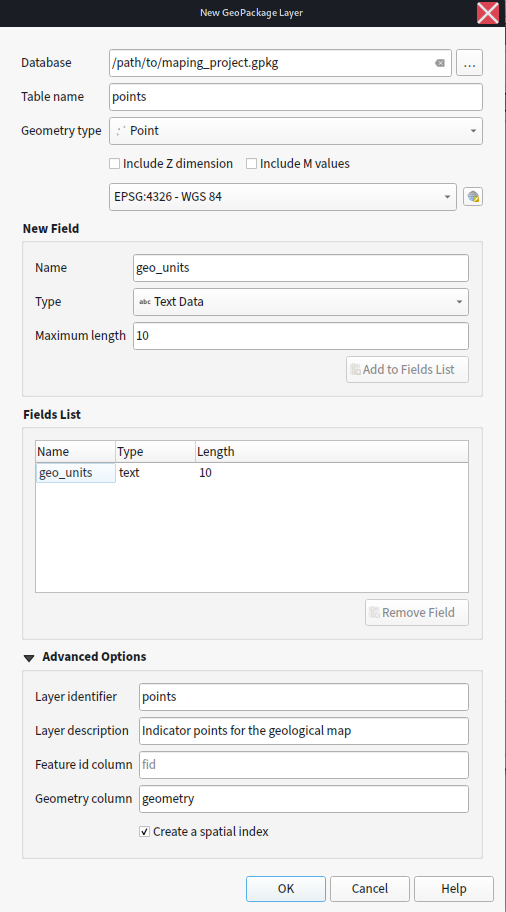 New GeoPackage Layer
Database /path/to/maping_project.gpkg ...
Table name points
Geometry type Point
Include Z dimension Include M values
EPSG:4326 - WGS 84
New Field
Name geo_units
Type abc Text Data
Maximum length 10
Add to Fields List
Fields List
Name Type Length
geo_units text 10
Remove Field
Advanced Options
Layer identifier points
Layer description Indicator points for the geological map
Feature id column fid
Geometry column geometry
Create a spatial index
OK Cancel Help